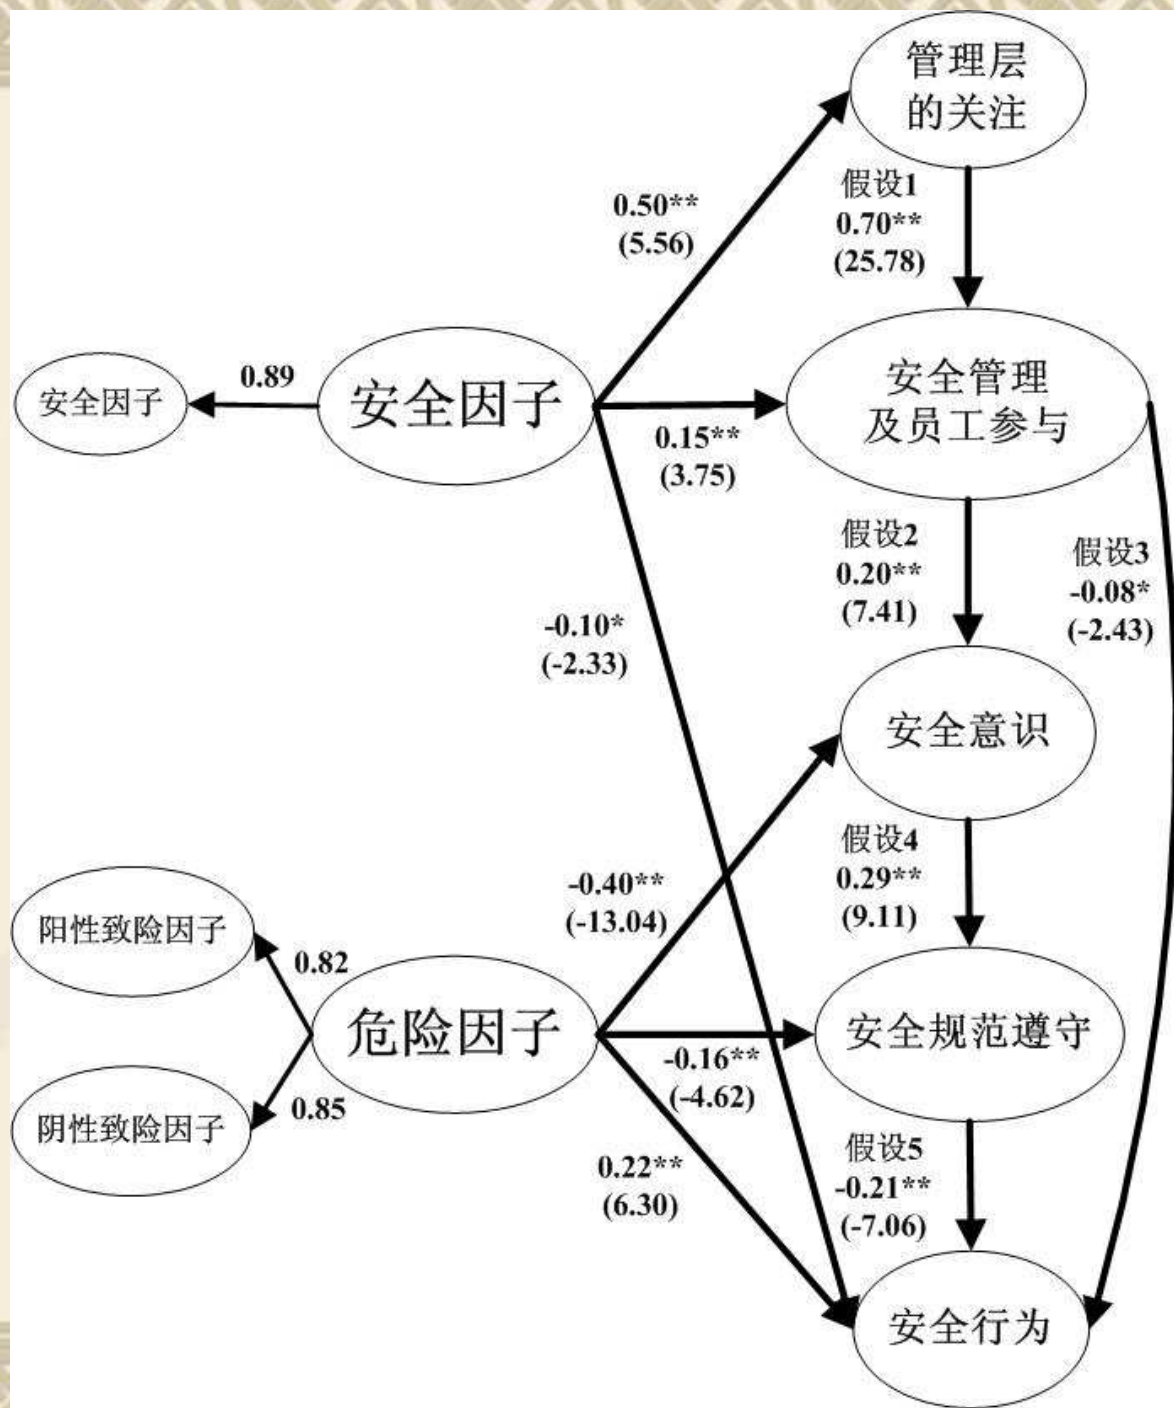 管理层
的关注
假设1
0.70**
(25.78)
0.50**
(5.56)
安全因子
0.89
安全因子
0.15**
(3.75)
安全管理
及员工参与
假设2
0.20**
(7.41)
假设3
-0.08*
(-2.43)
-0.10*
(-2.33)
安全意识
假设4
0.29**
(9.11)
-0.40**
(-13.04)
阳性致险因子
0.82
危险因子
安全规范遵守
-0.16**
(-4.62)
阴性致险因子
0.85
0.22**
(6.30)
假设5
-0.21**
(-7.06)
安全行为